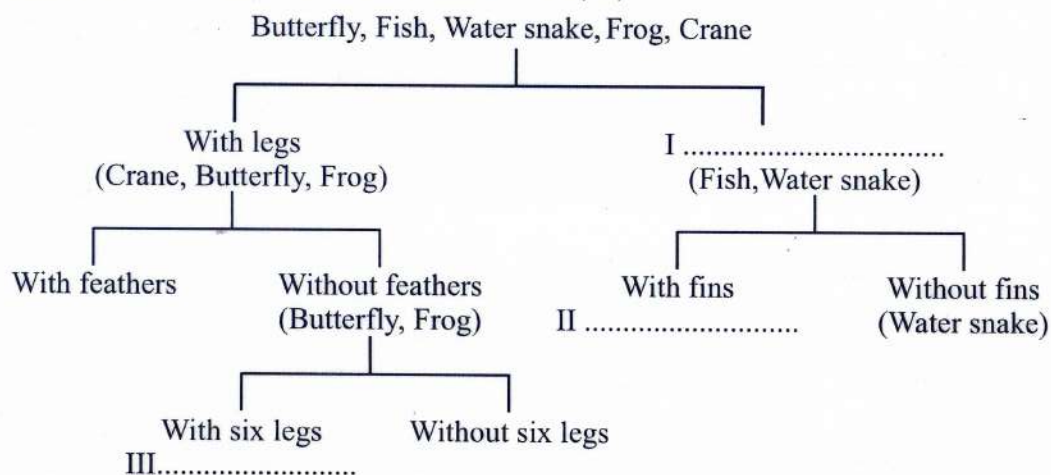 Butterfly, Fish, Water snake, Frog, Crane
With legs
(Crane, Butterfly, Frog)
I ..................................
(Fish, Water snake)
With feathers
Without feathers
(Butterfly, Frog)
With fins
II ............................
Without fins
(Water snake)
With six legs
III..........................
Without six legs